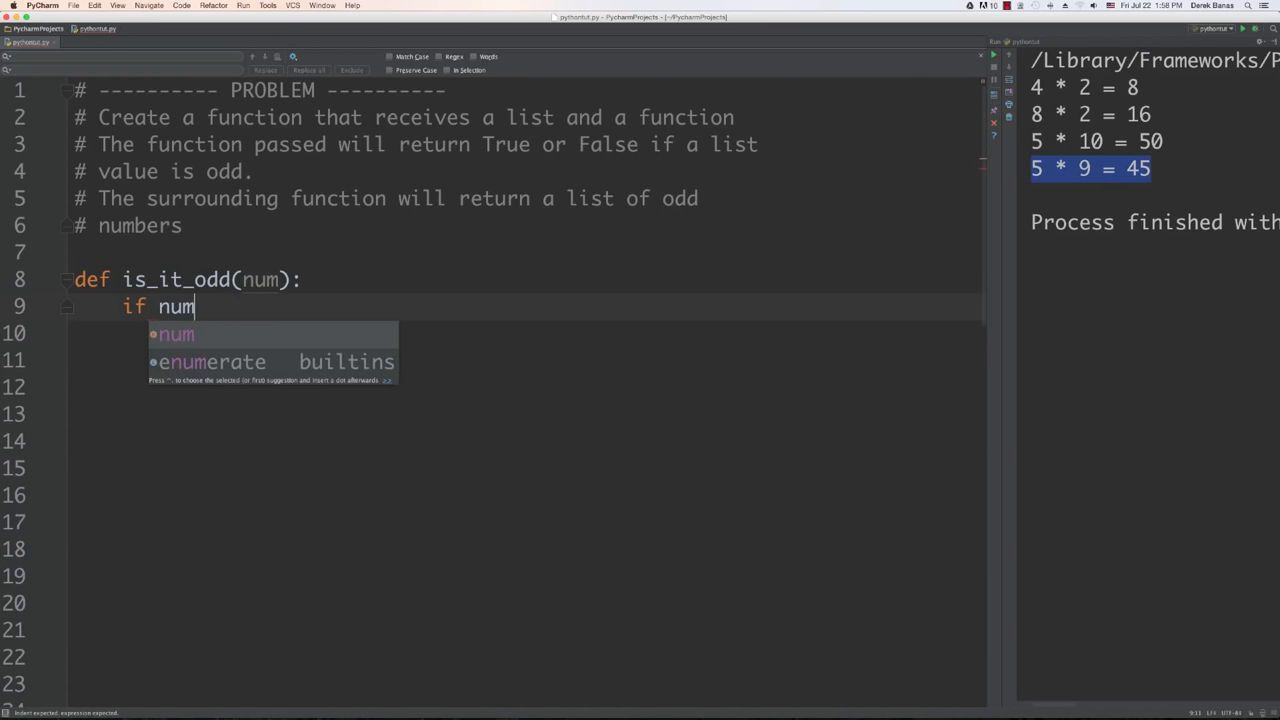 PyCharm File Edit View Navigate Code Refactor Run Tools VCS Window Help
10 Fri Jul 22 1:58 PM Derek Banas
pythontut.py - PycharmProjects - [~/PycharmProjects]
PycharmProjects pythontut.py pythontut
pythontut.py
Run pythontut
Match Case Regex Words
Replace Replace all Exclude Preserve Case In Selection
1 # ---------- PROBLEM ----------
2 # Create a function that receives a list and a function
3 # The function passed will return True or False if a list
4 # value is odd.
5 # The surrounding function will return a list of odd
6 # numbers
7
8 def is_it_odd(num):
9 if num
10 num
11 enumerate builtins
Press ^. to choose the selected (or first) suggestion and insert a dot afterwards >>
12
13
14
15
16
17
18
19
20
21
22
23
24
/Library/Frameworks/P
4 * 2 = 8
8 * 2 = 16
5 * 10 = 50
5 * 9 = 45
Process finished with
Indent expected. expression expected.
9:11 LF÷ UTF-8÷